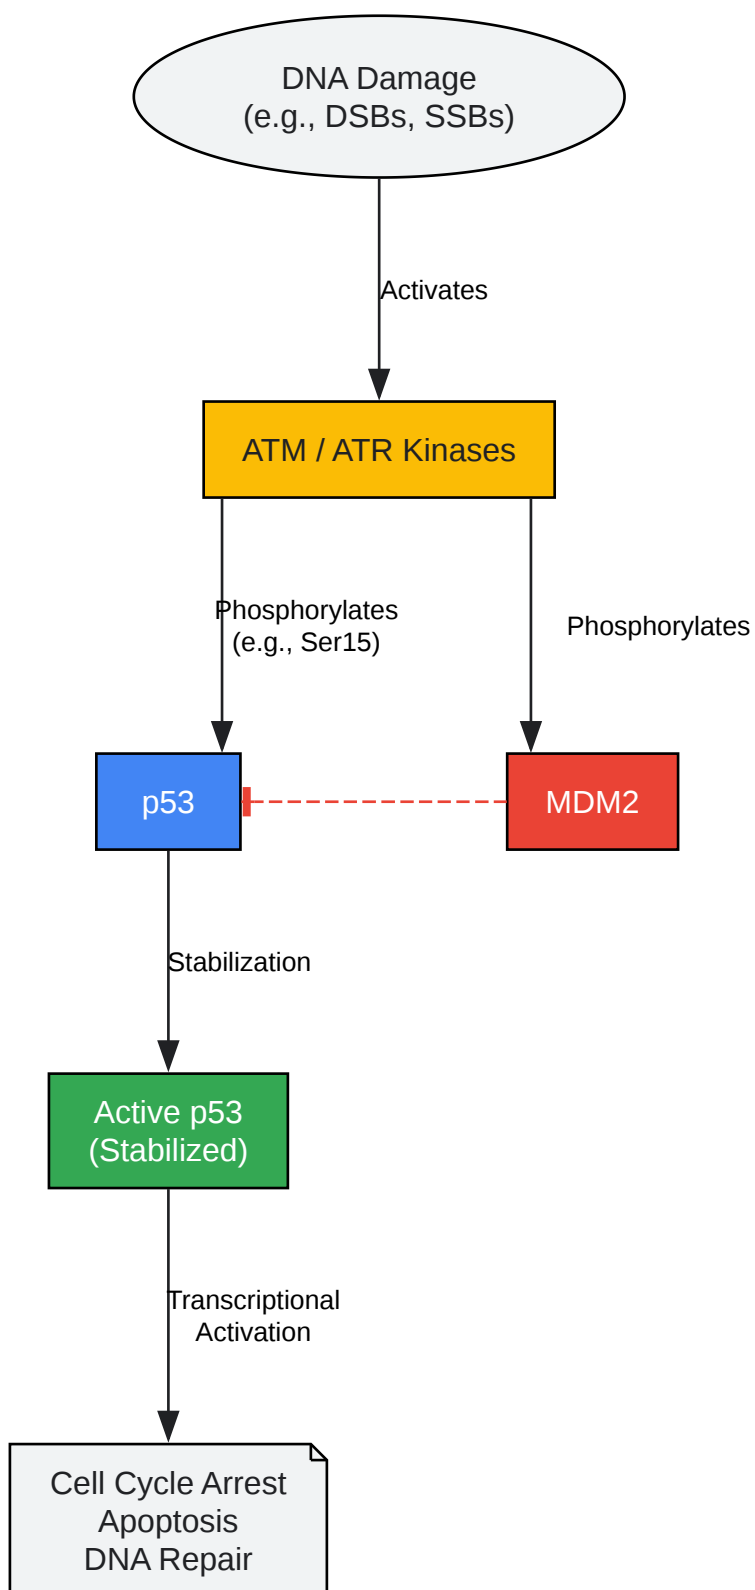 DNA Damage
(e.g., DSBs, SSBs)
Activates
ATM / ATR Kinases
Phosphorylates
(e.g., Ser15)
Phosphorylates
p53
MDM2
Stabilization
Active p53
(Stabilized)
Transcriptional
Activation
Cell Cycle Arrest
Apoptosis
DNA Repair